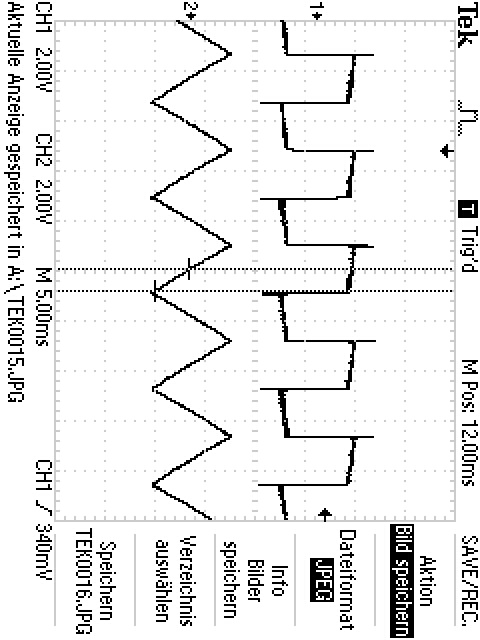 Tek T Trig'd M Pos: 12.00ms SAVE/REC.
Aktion
Bild speichern
Dateiformat
JPEG
1
Info
Bilder
speichern
2
Verzeichnis
auswählen
Speichern
TEK0016.JPG
CH1 2.00V CH2 2.00V M 5.00ms CH1 340mV
Aktuelle Anzeige gespeichert in A:\TEK0015.JPG